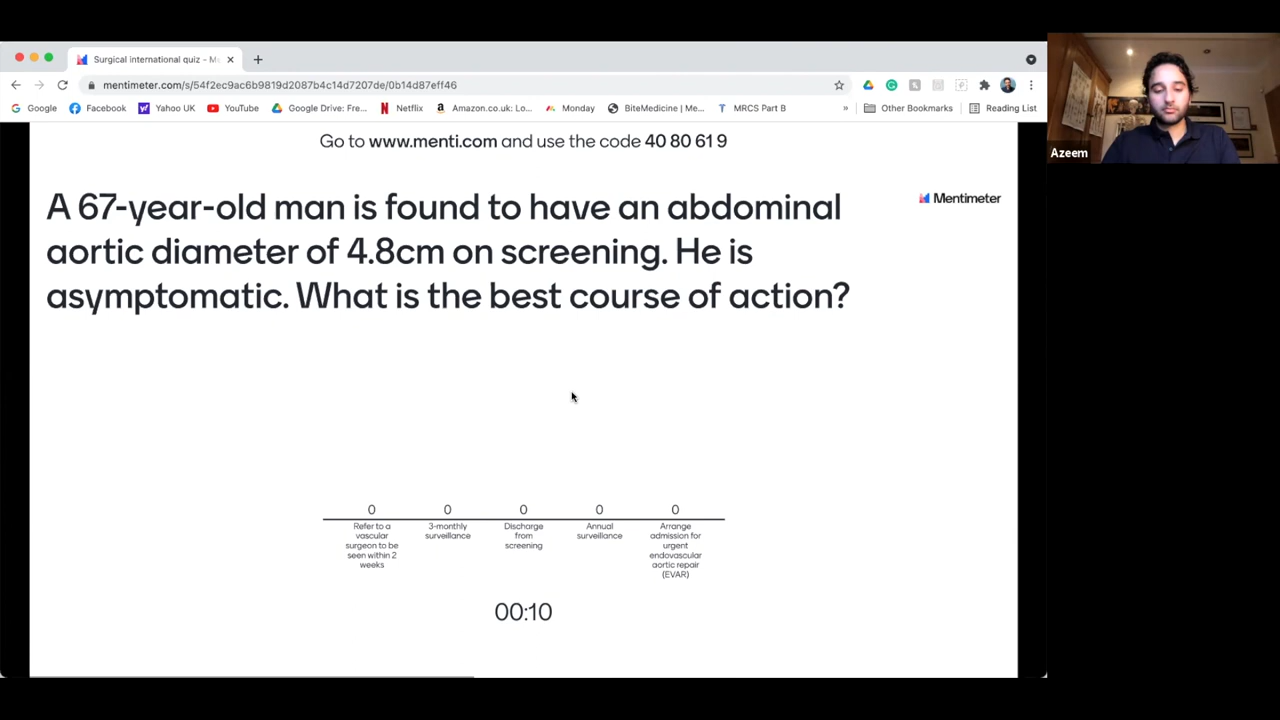 Surgical international quiz - Me
mentimeter.com/s/54f2ec9ac6b9819d2087b4c14d7207de/0b14d87eff46
Google Facebook Yahoo UK YouTube Google Drive: Fre... Netflix Amazon.co.uk: Lo... Monday BiteMedicine | Me... MRCS Part B » Other Bookmarks Reading List
Azeem
Go to www.menti.com and use the code 40 80 61 9
Mentimeter
A 67-year-old man is found to have an abdominal
aortic diameter of 4.8cm on screening. He is
asymptomatic. What is the best course of action?
0 0 0 0 0
Refer to a
vascular
surgeon to be
seen within 2
weeks
3-monthly
surveillance
Discharge
from
screening
Annual
surveillance
Arrange
admission for
urgent
endovascular
aortic repair
(EVAR)
00:10